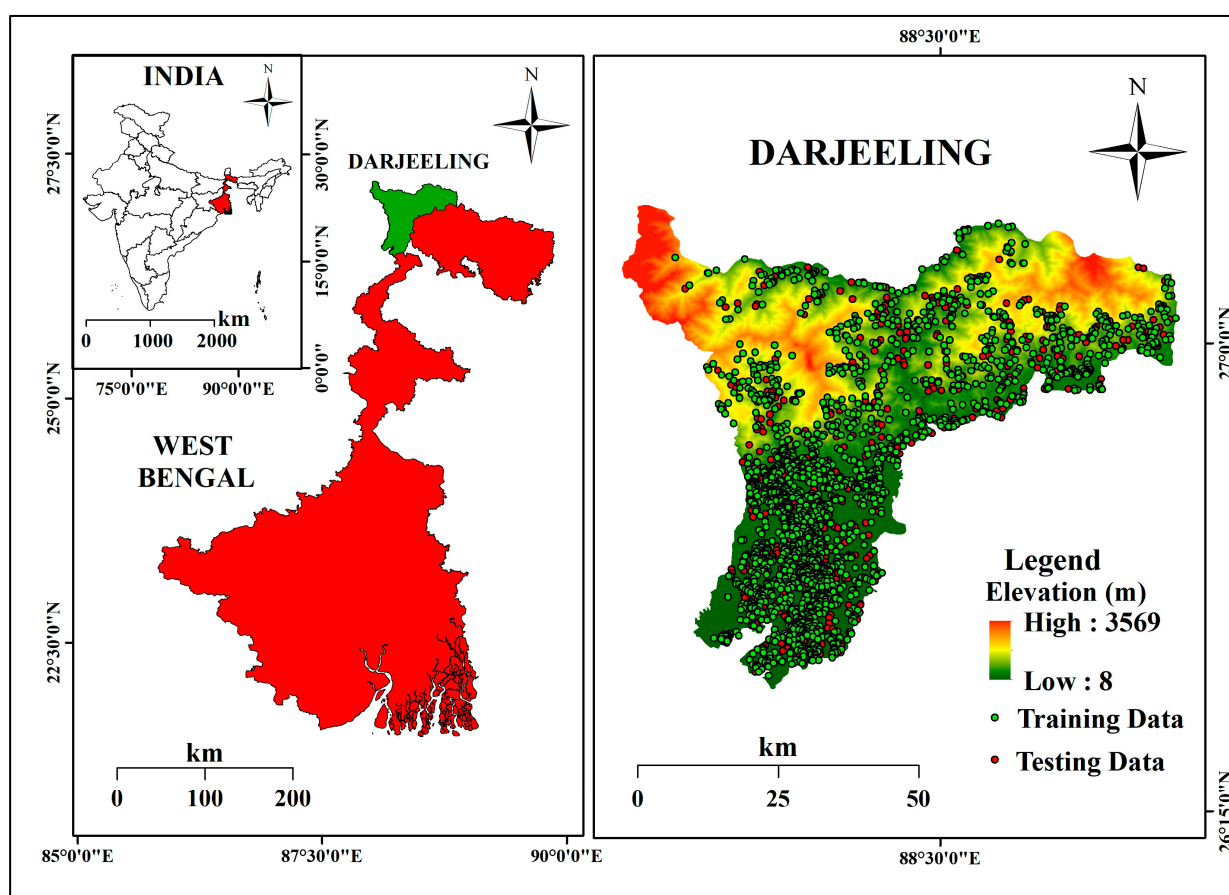 INDIA
N
30°0'0"N
15°0'0"N
0°0'0"
0
1000
2000
km
75°0'0"E
90°0'0"E
27°30'0"N
25°0'0"N
22°30'0"N
N
DARJEELING
WEST
BENGAL
km
0
100
200
85°0'0"E
87°30'0"E
90°0'0"E
88°30'0"E
N
DARJEELING
27°0'0"N
26°15'0"N
Legend
Elevation (m)
High : 3569
Low : 8
Training Data
Testing Data
km
0
25
50
88°30'0"E